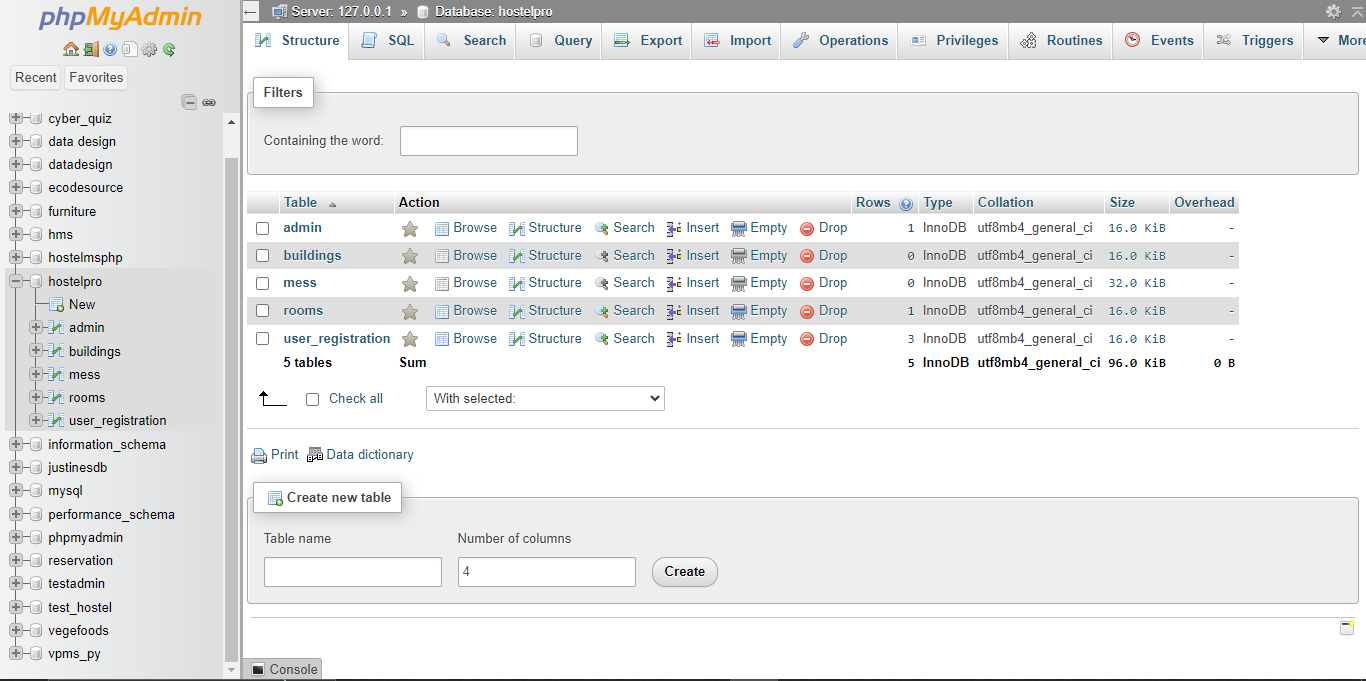 phpMyAdmin
Recent Favorites
cyber_quiz
data design
datadesign
ecodesource
furniture
hms
hostelmsphp
hostelpro
New
admin
buildings
mess
rooms
user_registration
information_schema
justinesdb
mysql
performance_schema
phpmyadmin
reservation
testadmin
test_hostel
vegefoods
vpms_py
Server: 127.0.0.1 » Database: hostelpro
Structure SQL Search Query Export Import Operations Privileges Routines Events Triggers More
Filters
Containing the word:
Table Action Rows Type Collation Size Overhead
admin Browse Structure Search Insert Empty Drop 1 InnoDB utf8mb4_general_ci 16.0 KiB -
buildings Browse Structure Search Insert Empty Drop 0 InnoDB utf8mb4_general_ci 16.0 KiB -
mess Browse Structure Search Insert Empty Drop 0 InnoDB utf8mb4_general_ci 32.0 KiB -
rooms Browse Structure Search Insert Empty Drop 1 InnoDB utf8mb4_general_ci 16.0 KiB -
user_registration Browse Structure Search Insert Empty Drop 3 InnoDB utf8mb4_general_ci 16.0 KiB -
5 tables Sum 5 InnoDB utf8mb4_general_ci 96.0 KiB 0 B
Check all With selected:
Print Data dictionary
Create new table
Table name Number of columns
4 Create
Console